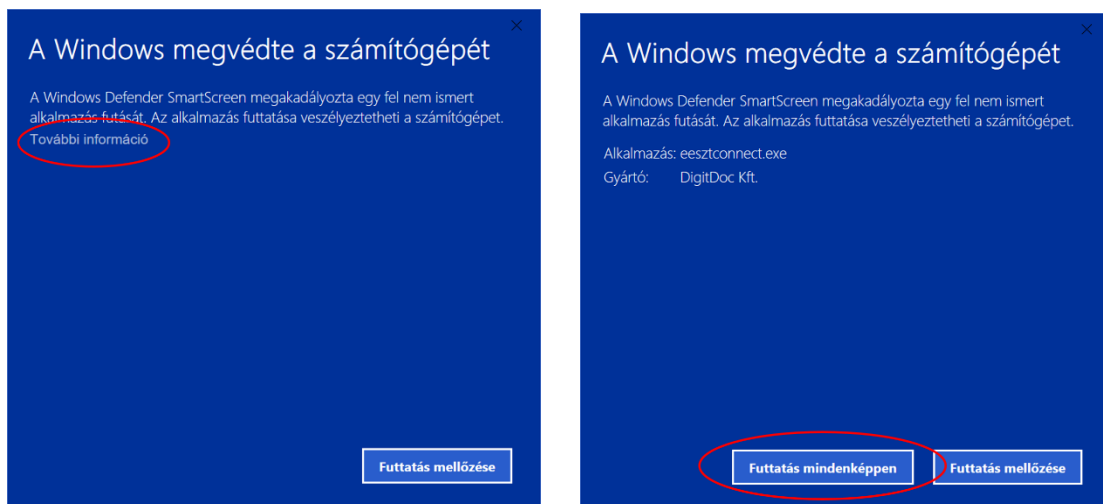 A Windows megvédte a számítógépét
A Windows Defender SmartScreen megakadályozta egy fel nem ismert
alkalmazás futását. Az alkalmazás futtatása veszélyeztetheti a számítógépet.
További információ
Futtatás mellőzése
A Windows megvédte a számítógépét
A Windows Defender SmartScreen megakadályozta egy fel nem ismert
alkalmazás futását. Az alkalmazás futtatása veszélyeztetheti a számítógépet.
Alkalmazás: eesztconnect.exe
Gyártó: DigitDoc Kft.
Futtatás mindenképpen
Futtatás mellőzése